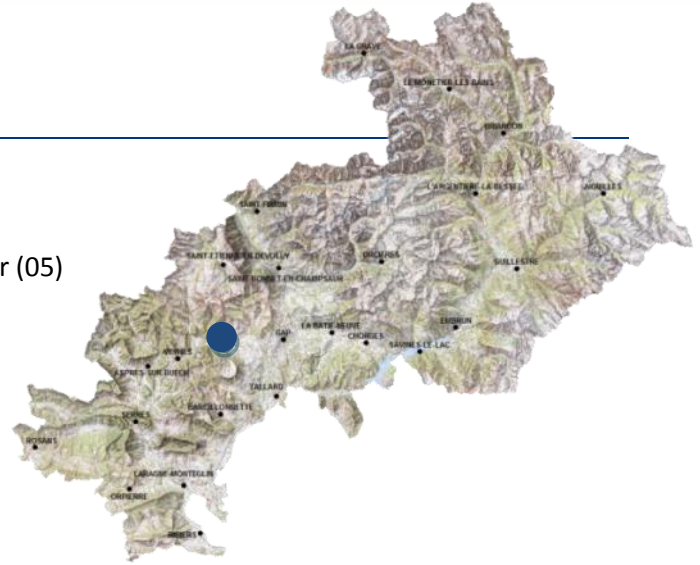 LA GRAVE
LE MONETIER-LES-BAINS
BRIANCON
L'ARGENTIERE-LA-BESSEE
AIGUILLES
SAINT-FIRMIN
SAINT-ETIENNE-EN-DEVOLUY
ORCIERES
GUILLESTRE
r (05)
SAINT-BONNET-EN-CHAMPSAUR
EMBRUN
LA BATIE-NEUVE
GAP
CHORGES
SAVINES-LE-LAC
VEYNES
ASPRES-SUR-BUECH
TALLARD
BARCILLONNETTE
SERRES
ROSANS
LARAGNE-MONTEGLIN
ORPIERRE
RIBIERS